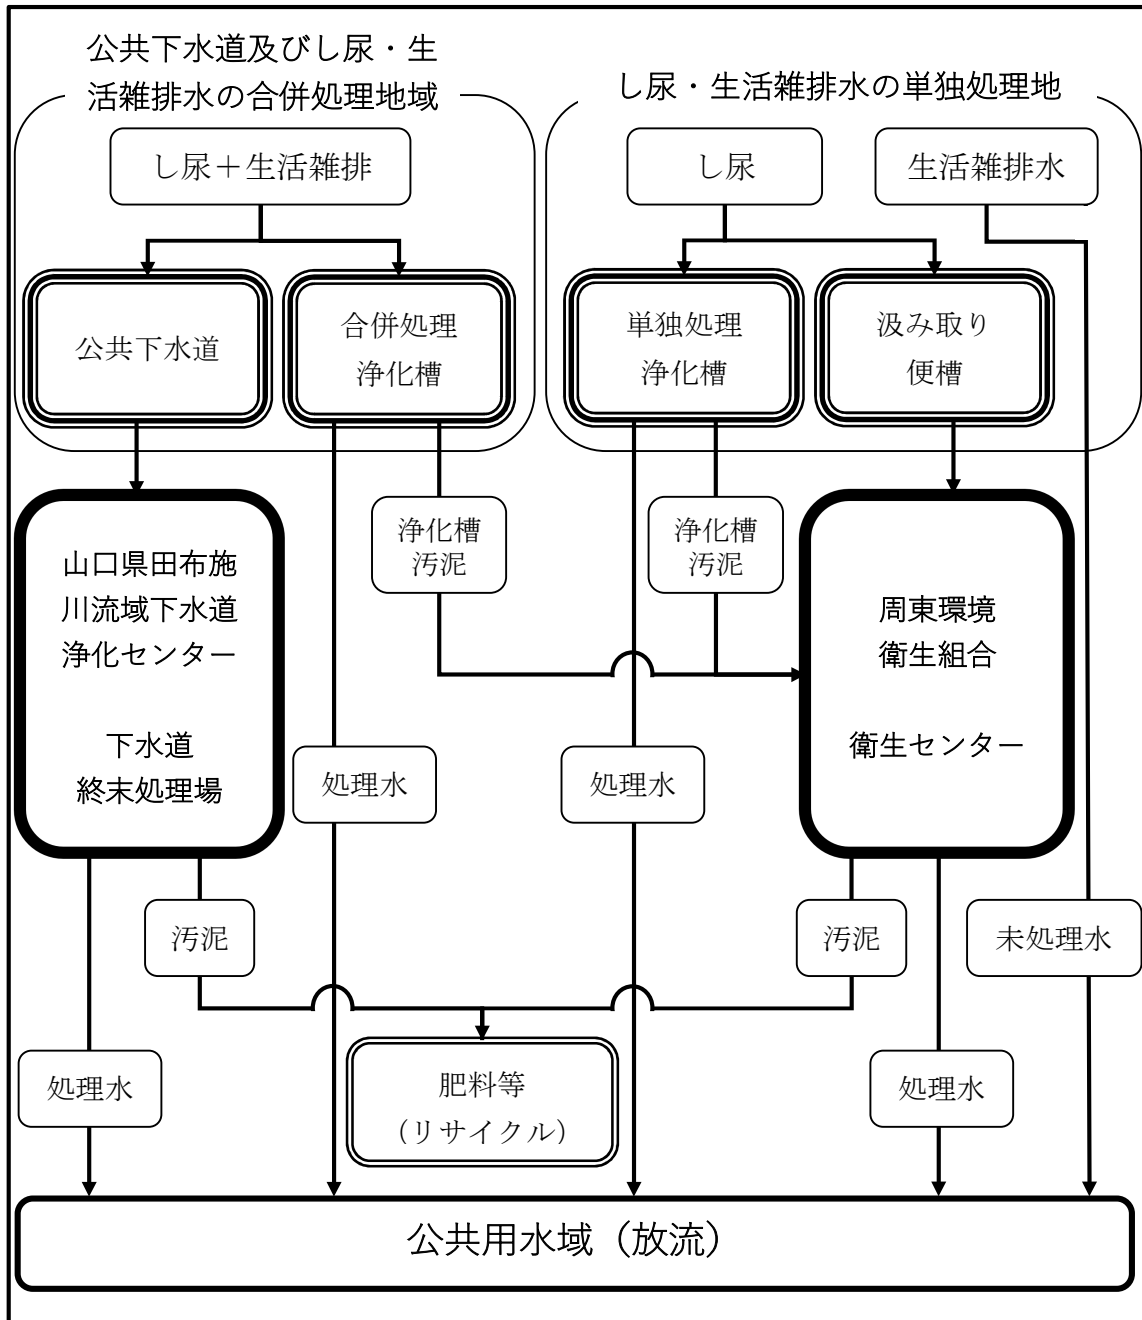 公共下水道及びし尿・生
活雑排水の合併処理地域
し尿・生活雑排水の単独処理地
し尿＋生活雑排
し尿
生活雑排水
公共下水道
合併処理
浄化槽
単独処理
浄化槽
汲み取り
便槽
浄化槽
汚泥
浄化槽
汚泥
山口県田布施
川流域下水道
浄化センター
下水道
終末処理場
周東環境
衛生組合
衛生センター
処理水
処理水
汚泥
汚泥
未処理水
処理水
肥料等
（リサイクル）
処理水
公共用水域（放流）